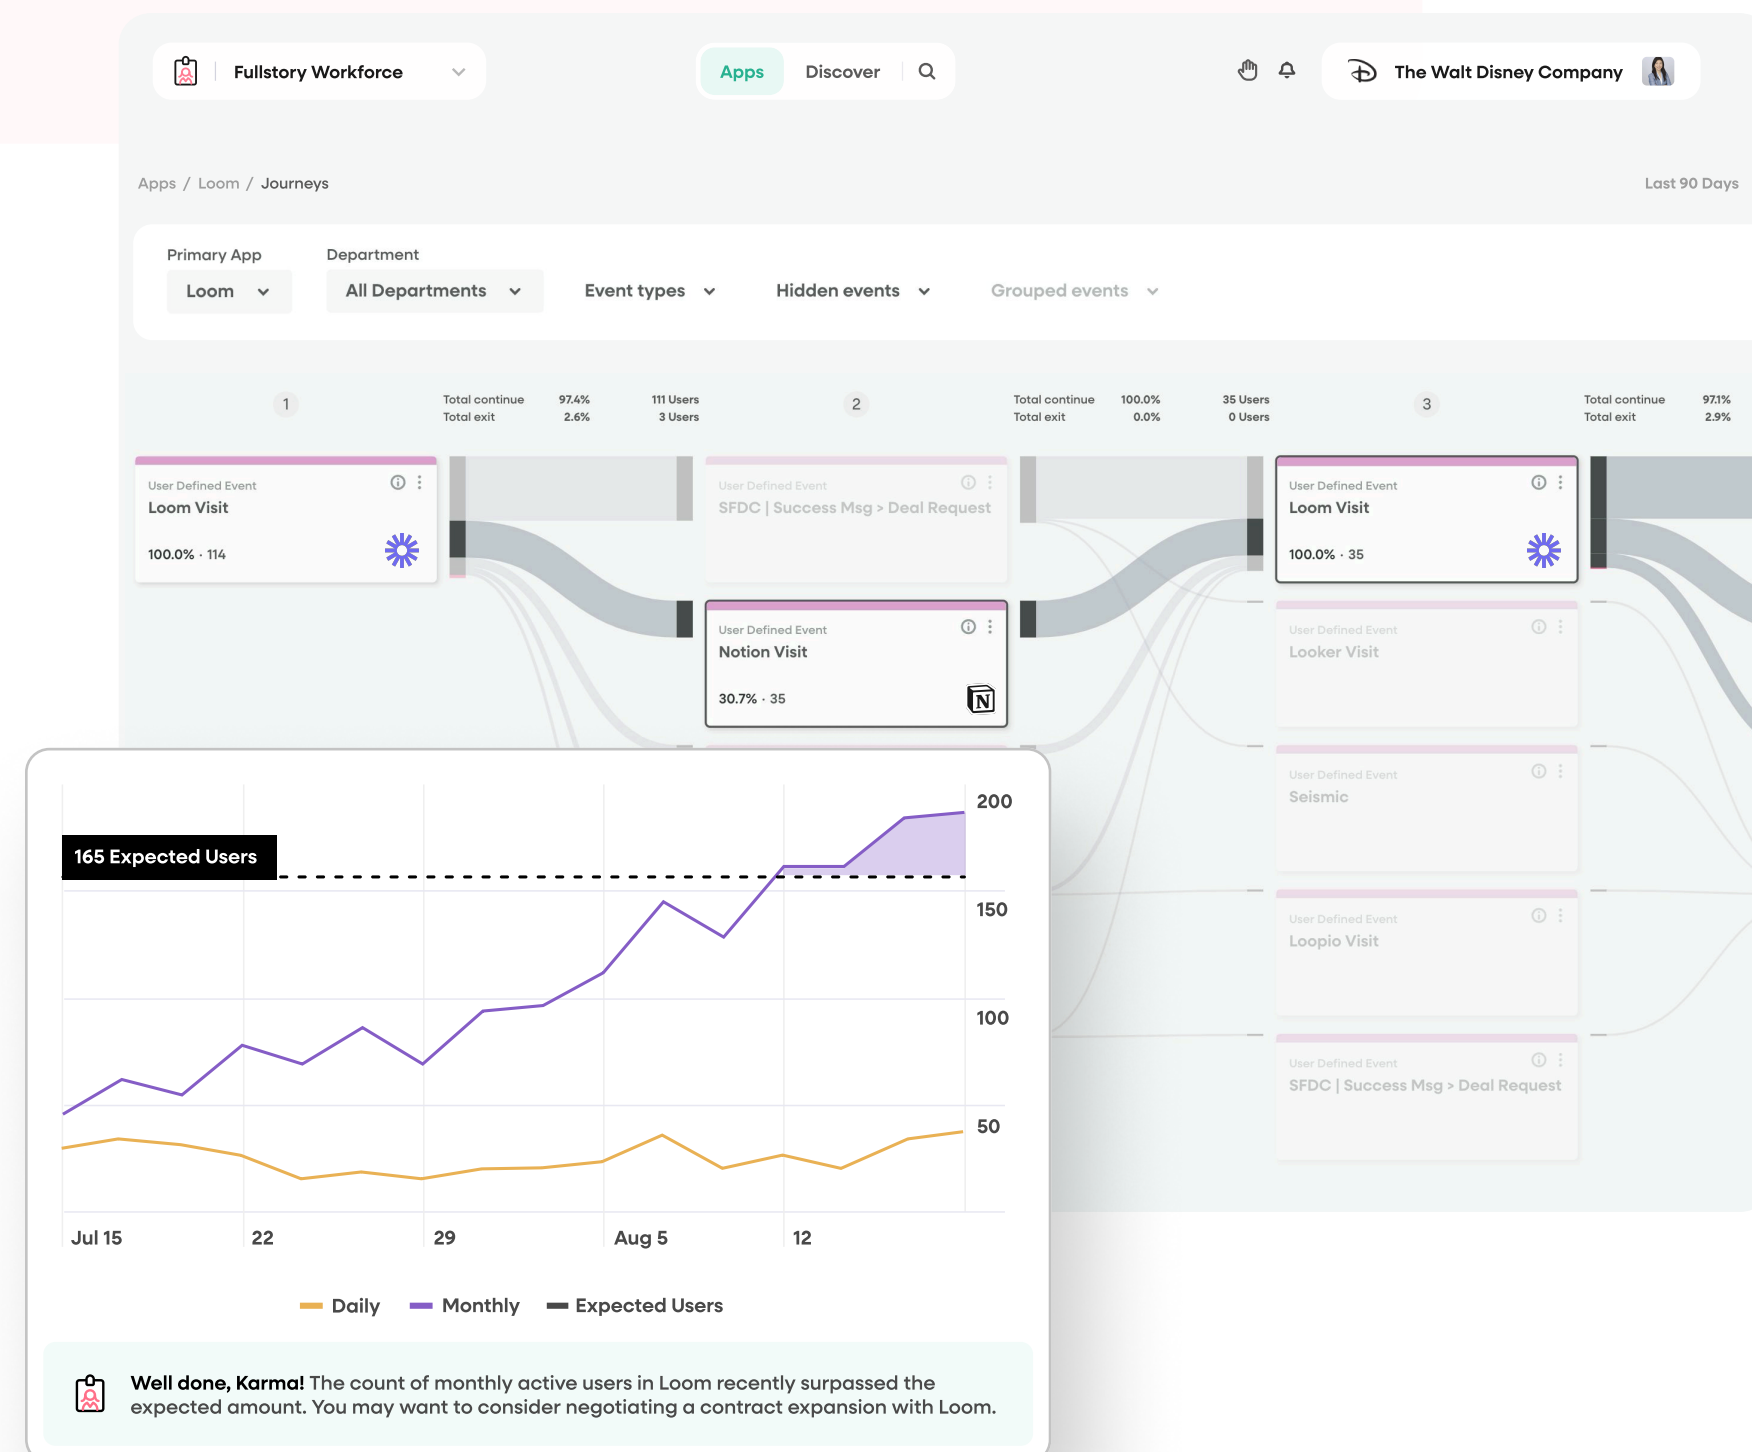 Fullstory Workforce
Apps Discover
The Walt Disney Company
Apps / Loom / Journeys
Last 90 Days
Primary App
Loom
Department
All Departments
Event types
Hidden events
Grouped events
1
Total continue 97.4% 111 Users
Total exit 2.6% 3 Users
2
Total continue 100.0% 35 Users
Total exit 0.0% 0 Users
3
Total continue 97.1%
Total exit 2.9%
User Defined Event
Loom Visit
100.0% · 114
User Defined Event
SFDC | Success Msg > Deal Request
User Defined Event
Notion Visit
30.7% · 35
N
User Defined Event
Loom Visit
100.0% · 35
User Defined Event
Looker Visit
User Defined Event
Seismic
User Defined Event
Loopio Visit
User Defined Event
SFDC | Success Msg > Deal Request
165 Expected Users
200
150
100
50
Jul 15 22 29 Aug 5 12
Daily Monthly Expected Users
Well done, Karma! The count of monthly active users in Loom recently surpassed the
expected amount. You may want to consider negotiating a contract expansion with Loom.